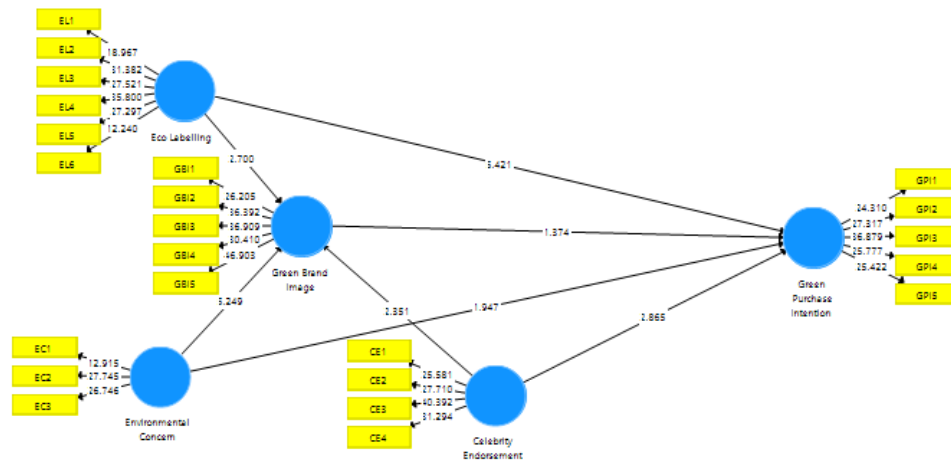 EL1
EL2
EL3
EL4
EL5
EL6
18.967
31.382
27.521
35.800
27.297
12.240
Eco Labelling
2.700
GBI1
GBI2
GBI3
GBI4
GBI5
26.205
36.392
36.909
30.410
46.903
Green Brand
Image
1.374
1.947
2.351
2.865
GPI1
GPI2
GPI3
GPI4
GPI5
24.310
27.317
36.879
25.777
25.422
Green
Purchase
Intention
EC1
EC2
EC3
12.915
27.745
26.746
Environmental
Concern
CE1
CE2
CE3
CE4
25.581
27.710
40.392
31.294
Celebrity
Endorsement